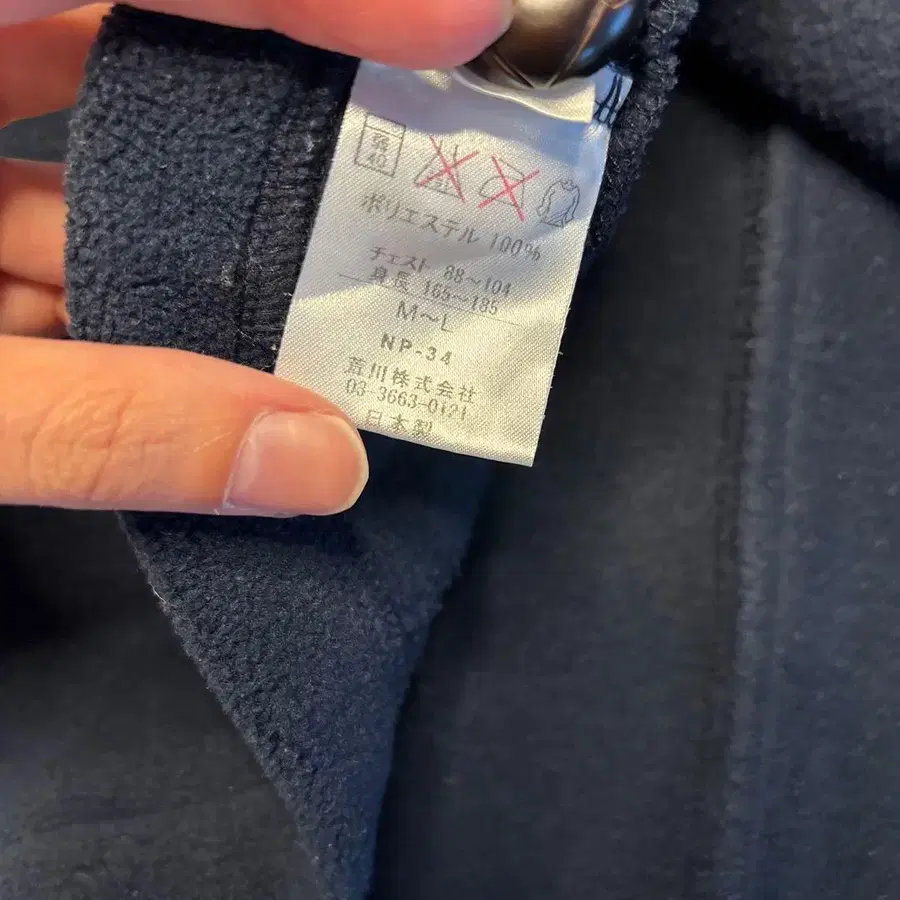 40
ポリエステル 100%
チェスト 88〜104
身長 165〜185
M〜L
NP-34
荒川株式会社
03-3663-0121
日本製